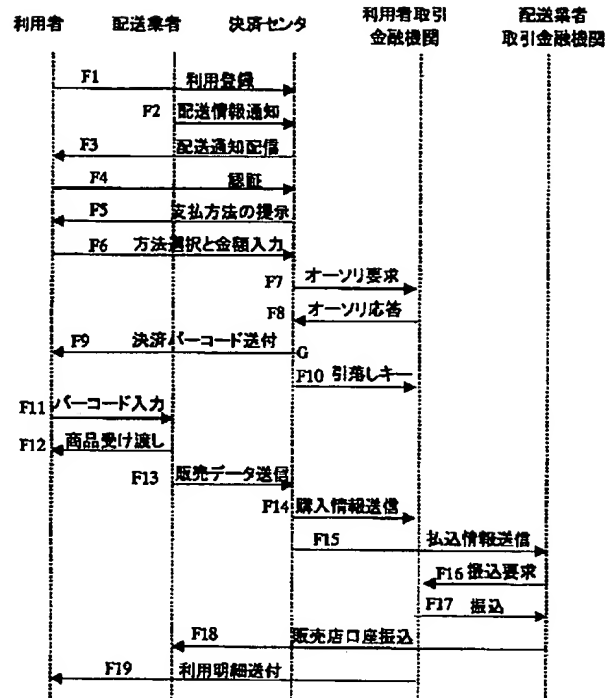 利用者
配送業者
決済センタ
利用者取引
金融機関
配送業者
取引金融機関
F1 利用登録
F2 配送情報通知
F3 配送通知配信
F4 認証
F5 支払方法の提示
F6 方法選択と金額入力
F7 オーソリ要求
F8 オーソリ応答
F9 決済バーコード送付 G
F10 引落しキー
F11 バーコード入力
F12 商品受け渡し
F13 販売データ送信
F14 購入情報送信
F15 払込情報送信
F16 振込要求
F17 振込
F18 販売店口座振込
F19 利用明細送付